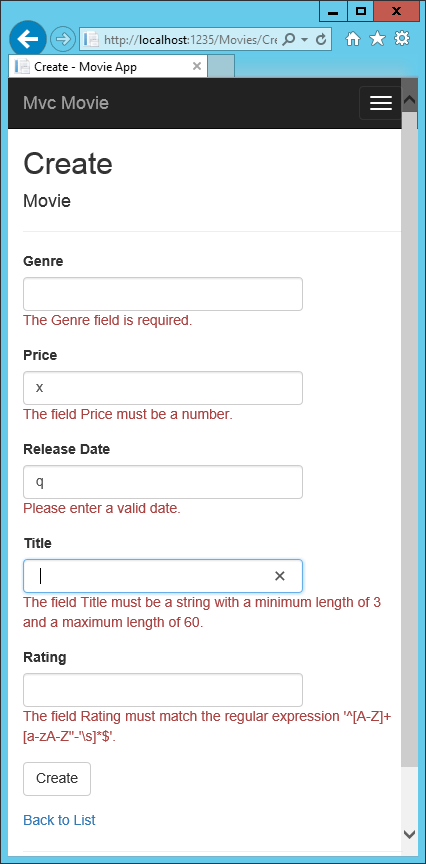 http://localhost:1235/Movies/Cre
Create - Movie App
Mvc Movie
Create
Movie
Genre
The Genre field is required.
Price
x
The field Price must be a number.
Release Date
q
Please enter a valid date.
Title
The field Title must be a string with a minimum length of 3
and a maximum length of 60.
Rating
The field Rating must match the regular expression '^[A-Z]+
[a-zA-Z''-'\s]*$'.
Create
Back to List